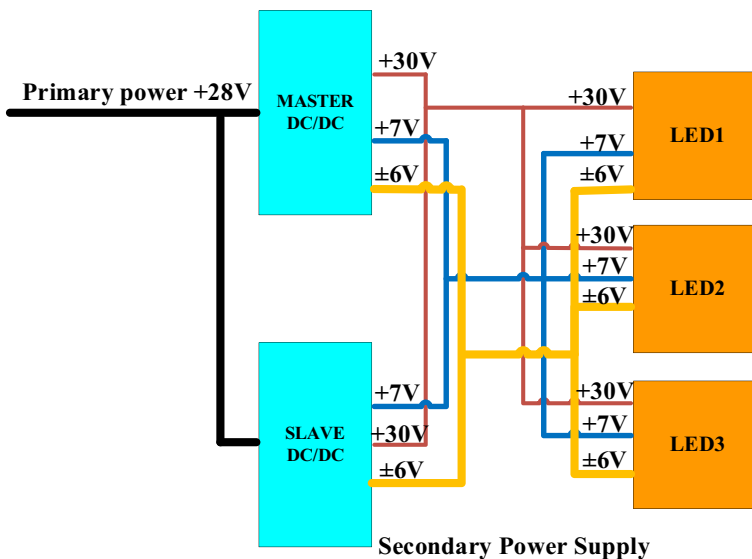 Primary power +28V
MASTER
DC/DC
+30V
+7V
±6V
SLAVE
DC/DC
+7V
+30V
±6V
+30V
+7V
±6V
LED1
+30V
+7V
±6V
LED2
+30V
+7V
±6V
LED3
Secondary Power Supply